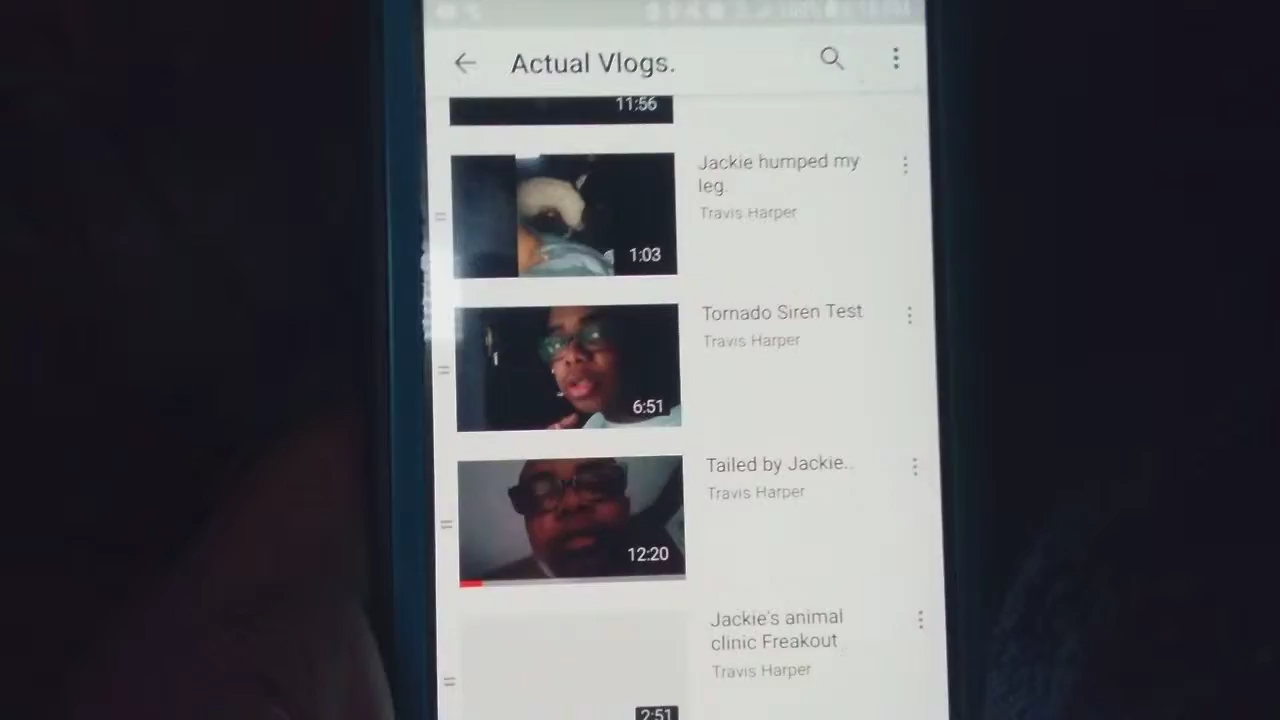 Actual Vlogs.
11:56
Jackie humped my
leg.
Travis Harper
1:03
Tornado Siren Test
Travis Harper
6:51
Tailed by Jackie..
Travis Harper
12:20
Jackie's animal
clinic Freakout
Travis Harper
2:51